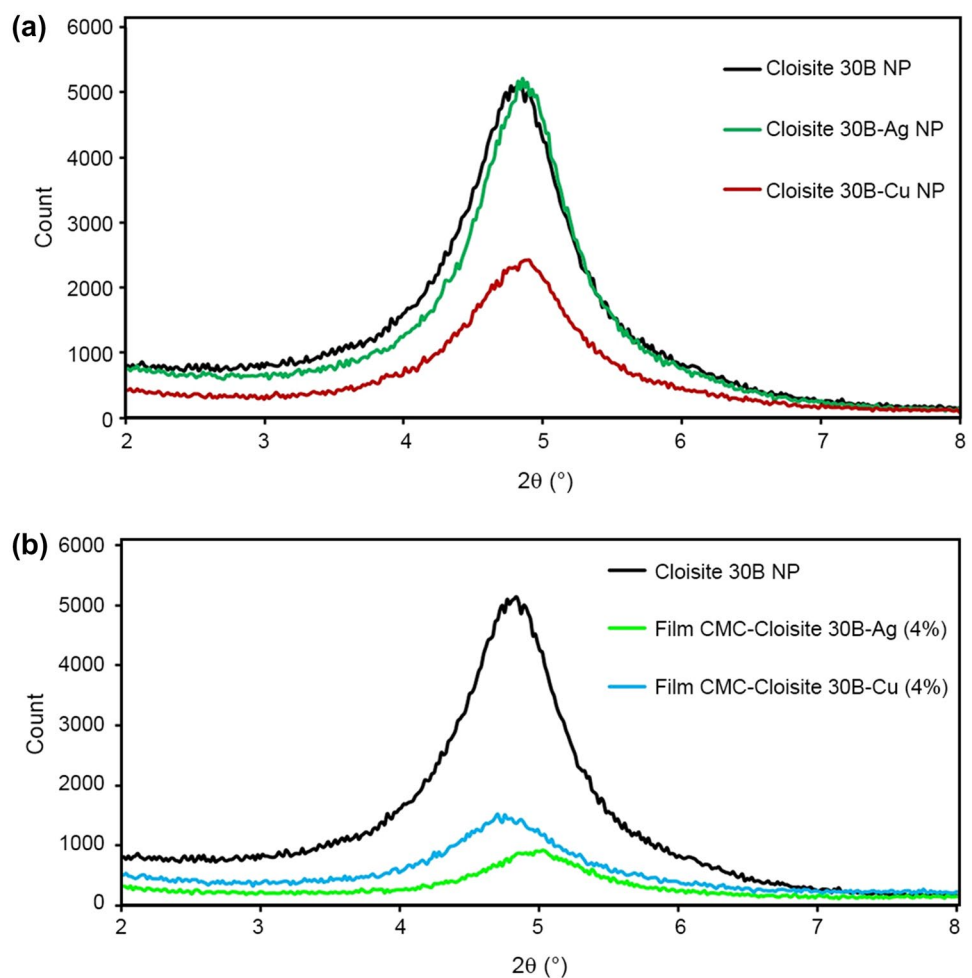 (a)
6000
5000
4000
3000
2000
1000
0
Count
2 3 4 5 6 7 8
2θ (°)
Cloisite 30B NP
Cloisite 30B-Ag NP
Cloisite 30B-Cu NP
(b)
6000
5000
4000
3000
2000
1000
0
Count
2 3 4 5 6 7 8
2θ (°)
Cloisite 30B NP
Film CMC-Cloisite 30B-Ag (4%)
Film CMC-Cloisite 30B-Cu (4%)